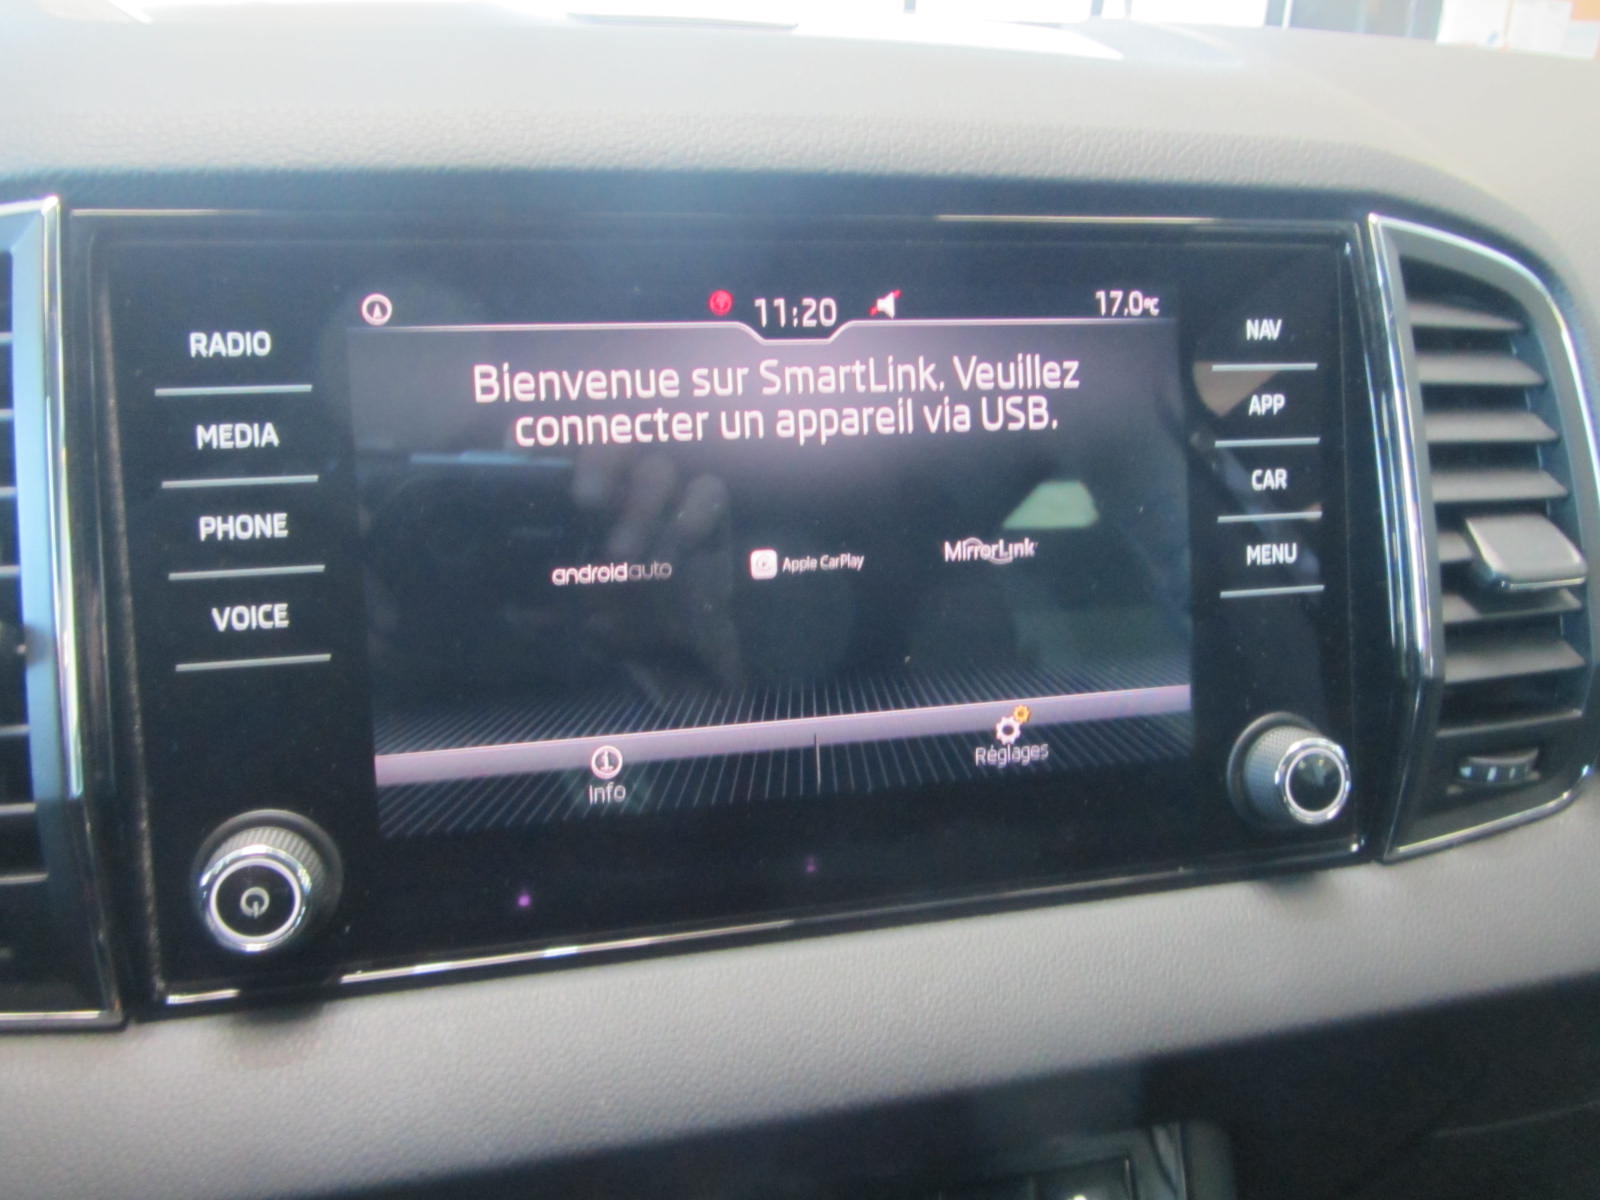 11:20
17.0°C
RADIO
MEDIA
PHONE
VOICE
Bienvenue sur SmartLink. Veuillez
connecter un appareil via USB.
androidauto
Apple CarPlay
MirrorLink
Info
Réglages
NAV
APP
CAR
MENU